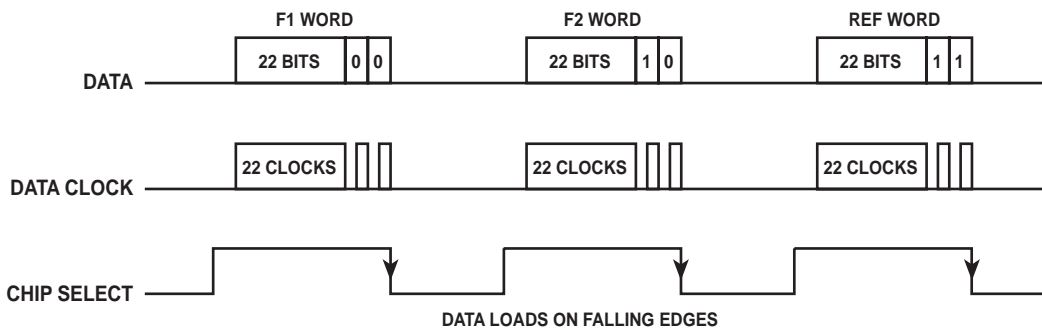 F1 WORD F2 WORD REF WORD
DATA 22 BITS 0 0 22 BITS 1 0 22 BITS 1 1
DATA CLOCK 22 CLOCKS 22 CLOCKS 22 CLOCKS
CHIP SELECT
DATA LOADS ON FALLING EDGES